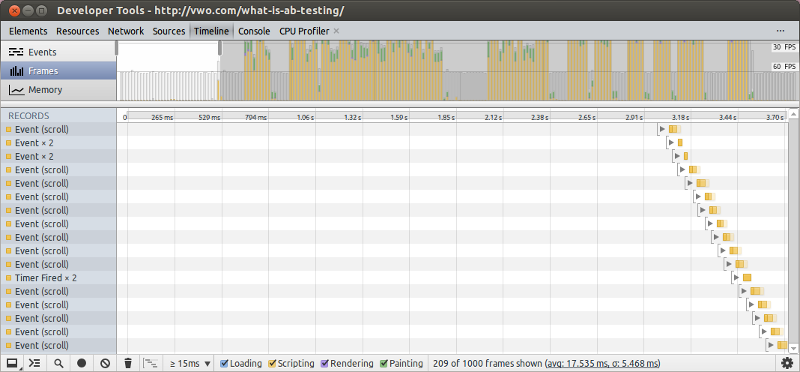 Developer Tools - http://vwo.com/what-is-ab-testing/
Elements Resources Network Sources Timeline Console CPU Profiler ×
Events
Frames
Memory
30 FPS
60 FPS
RECORDS
0 265 ms 529 ms 794 ms 1.06 s 1.32 s 1.59 s 1.85 s 2.12 s 2.38 s 2.65 s 2.91 s 3.18 s 3.44 s 3.70 s
Event (scroll)
Event × 2
Event × 2
Event (scroll)
Event (scroll)
Event (scroll)
Event (scroll)
Event (scroll)
Event (scroll)
Event (scroll)
Event (scroll)
Timer Fired × 2
Event (scroll)
Event (scroll)
Event (scroll)
Event (scroll)
Event (scroll)
≥ 15ms ▼ Loading Scripting Rendering Painting 209 of 1000 frames shown (avg: 17.535 ms, σ: 5.468 ms)